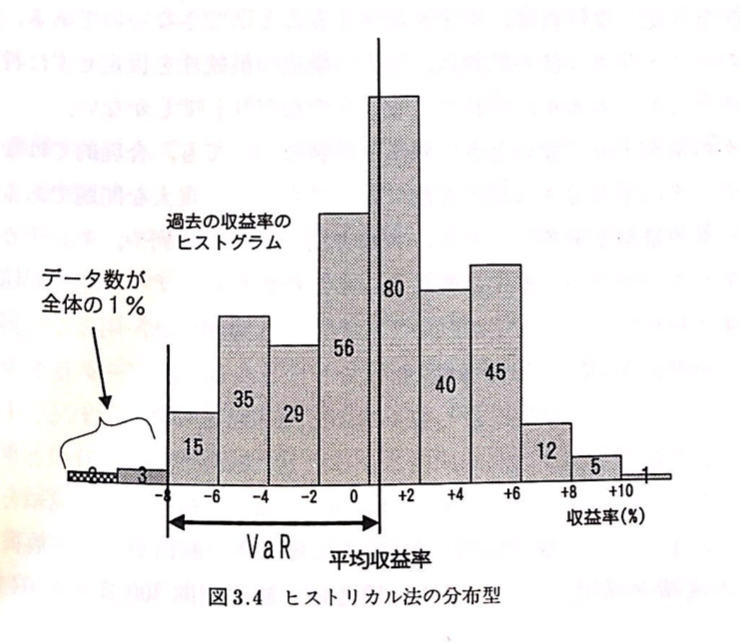 過去の収益率の
ヒストグラム
データ数が
全体の1%
80
56
35
45
40
29
15
12
5
3
1
-8 -6 -4 -2 0 +2 +4 +6 +8 +10
収益率(%)
VaR
平均収益率
図3.4 ヒストリカル法の分布型